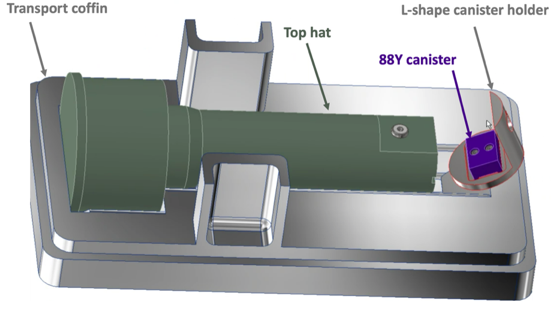 Transport coffin
L-shape canister holder
Top hat
88Y canister